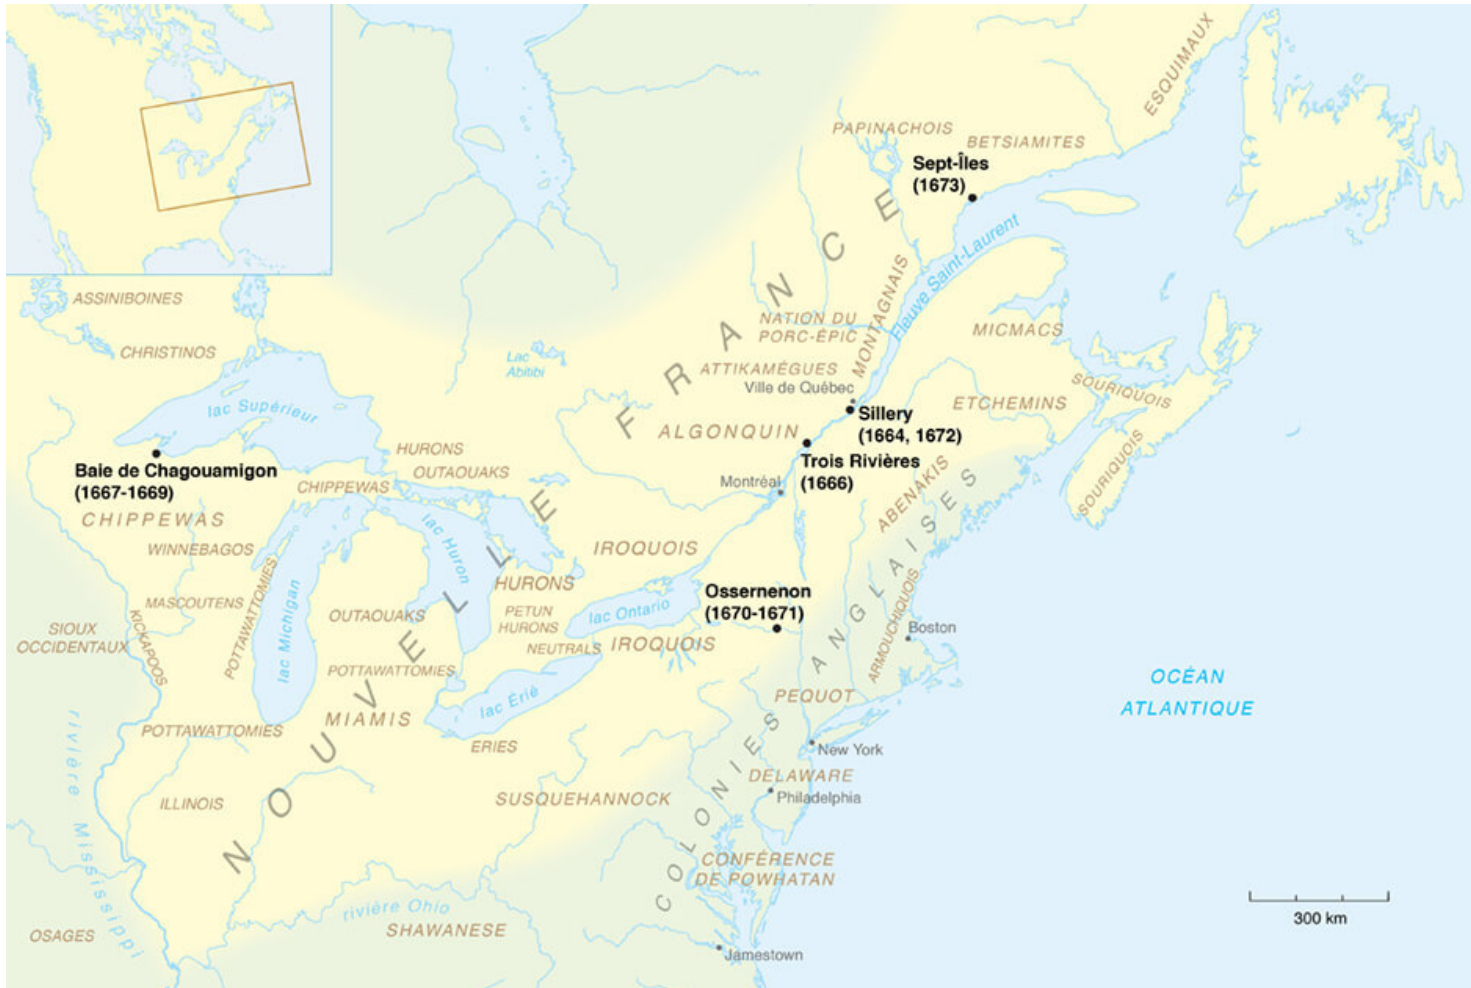 ESQUIMAUX
PAPINACHOIS
BETSIAMITES
Sept-Îles
(1673)
Fleuve Saint-Laurent
MONTAGNAIS
NOUVELLE FRANCE
ASSINIBOINES
CHRISTINOS
NATION DU
PORC-ÉPIC
MICMACS
Lac
Abitibi
ATTIKAMÉGUES
Ville de Québec
SOURIQUOIS
lac Supérieur
Sillery
(1664, 1672)
ETCHEMINS
ALGONQUIN
HURONS
OUTAOUAKS
Baie de Chagouamigon
(1667-1669)
Trois Rivières
(1666)
Montréal
CHIPPEWAS
CHIPPEWAS
ABENAKIS
SOURIQUOIS
COLONIES ANGLAISES
WINNEBAGOS
lac Huron
IROQUOIS
HURONS
Ossernenon
(1670-1671)
MASCOUTENS
KICKAPOOS
POTTAWATTOMIES
lac Michigan
OUTAOUAKS
PETUN
HURONS
lac Ontario
ARMOUCHIQUOIS
Boston
SIOUX
OCCIDENTAUX
NEUTRALS
IROQUOIS
POTTAWATTOMIES
lac Érié
PEQUOT
OCÉAN
ATLANTIQUE
MIAMIS
POTTAWATTOMIES
ERIES
New York
rivière Mississippi
ILLINOIS
SUSQUEHANNOCK
DELAWARE
Philadelphia
CONFÉRENCE
DE POWHATAN
rivière Ohio
SHAWANESE
OSAGES
Jamestown
300 km